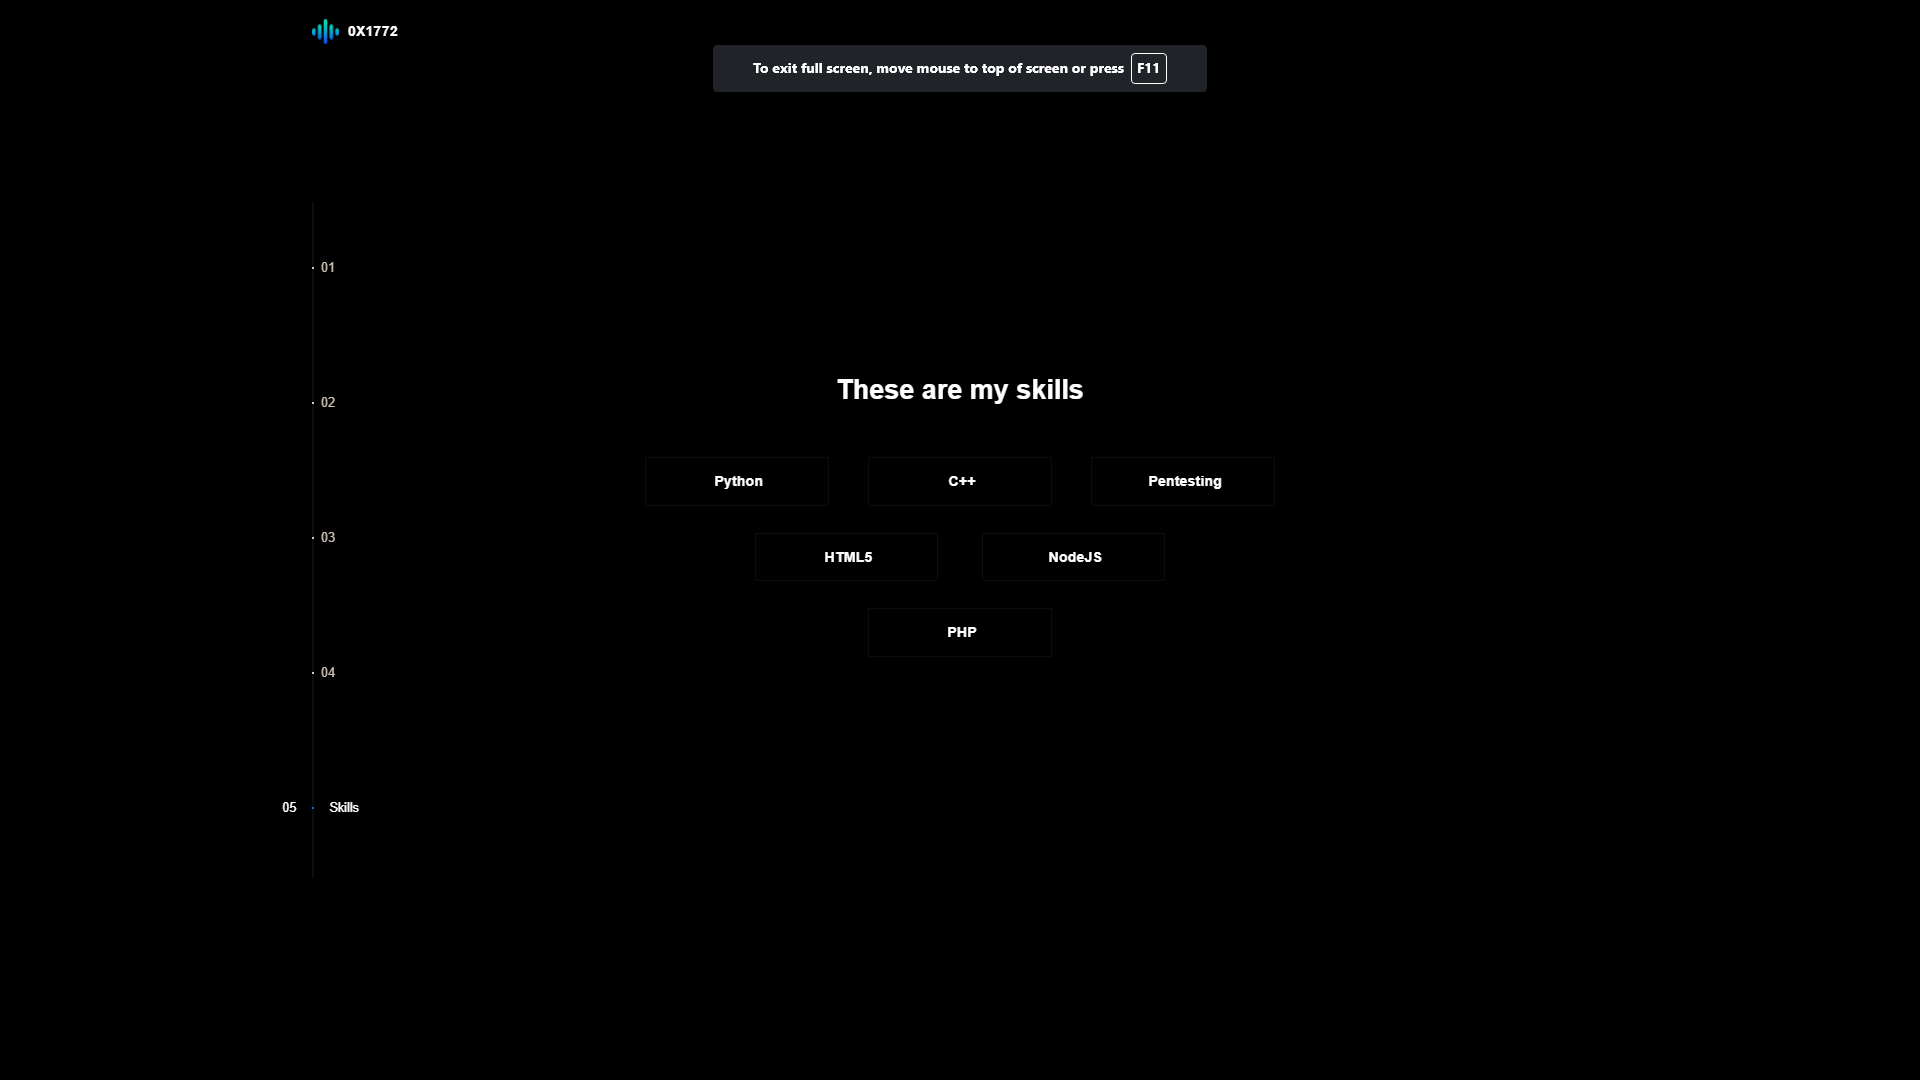 0X1772
To exit full screen, move mouse to top of screen or press F11
01
02
These are my skills
Python C++ Pentesting
03
HTML5 NodeJS
PHP
04
05 Skills